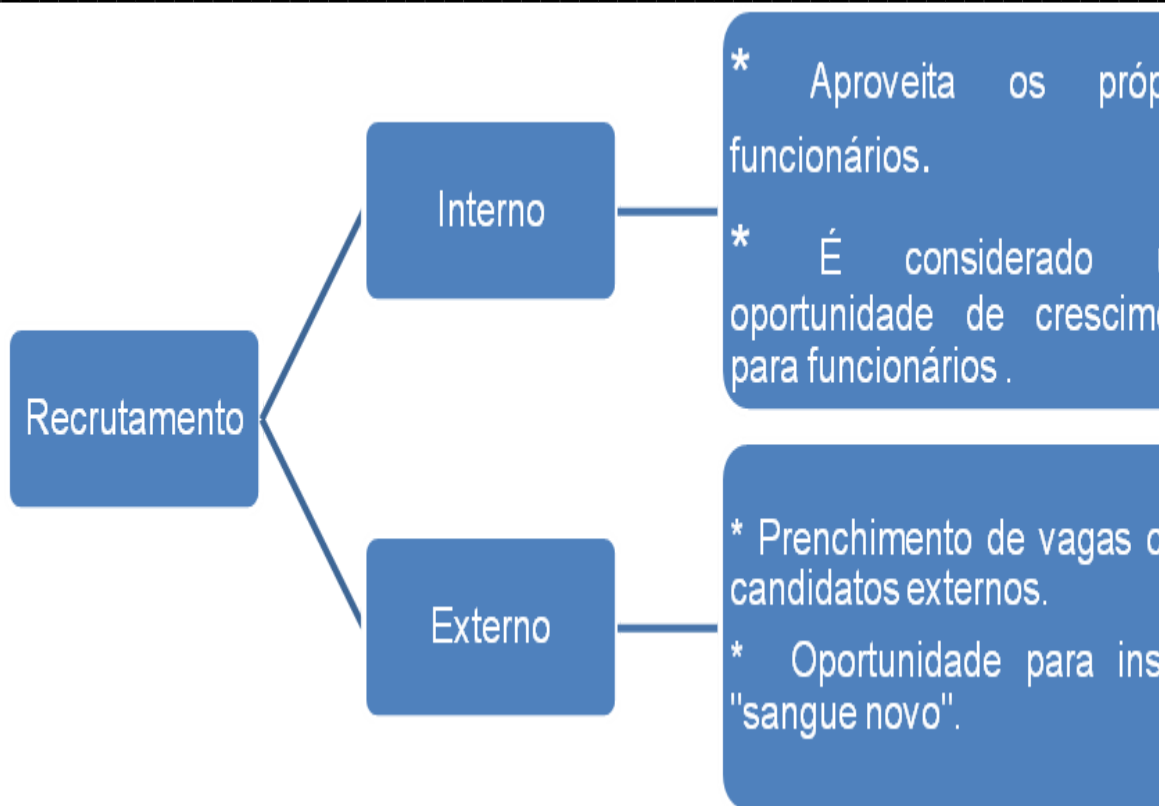 Recrutamento
Interno
* Aproveita os
funcionários.
* É considerado
oportunidade de
para funcionários .
Externo
* Prenchimento de vagas
candidatos externos.
* Oportunidade para
"sangue novo".